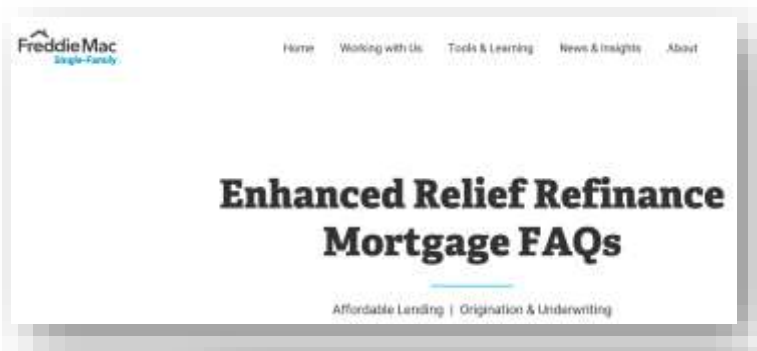 Freddie Mac
Single-Family
Home Working with Us Tools & Learning News & Insights About
Enhanced Relief Refinance
Mortgage FAQs
Affordable Lending | Origination & Underwriting